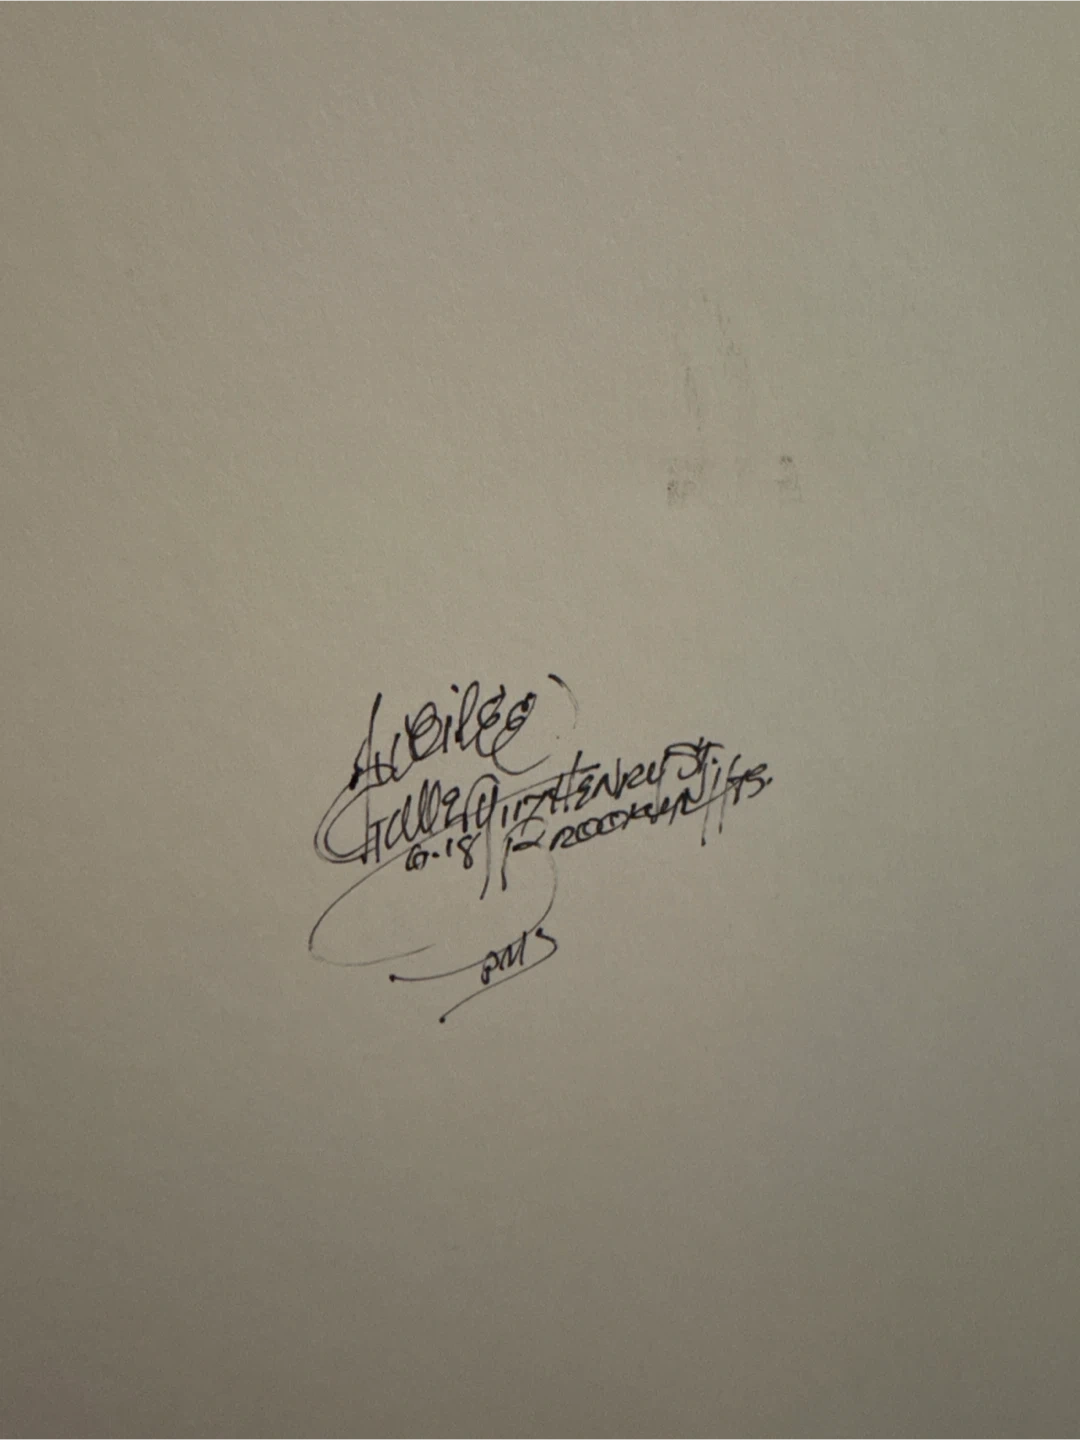 Jubilee
Gallery 117 HENRY ST.
6.18 BROOKLYN HTS.